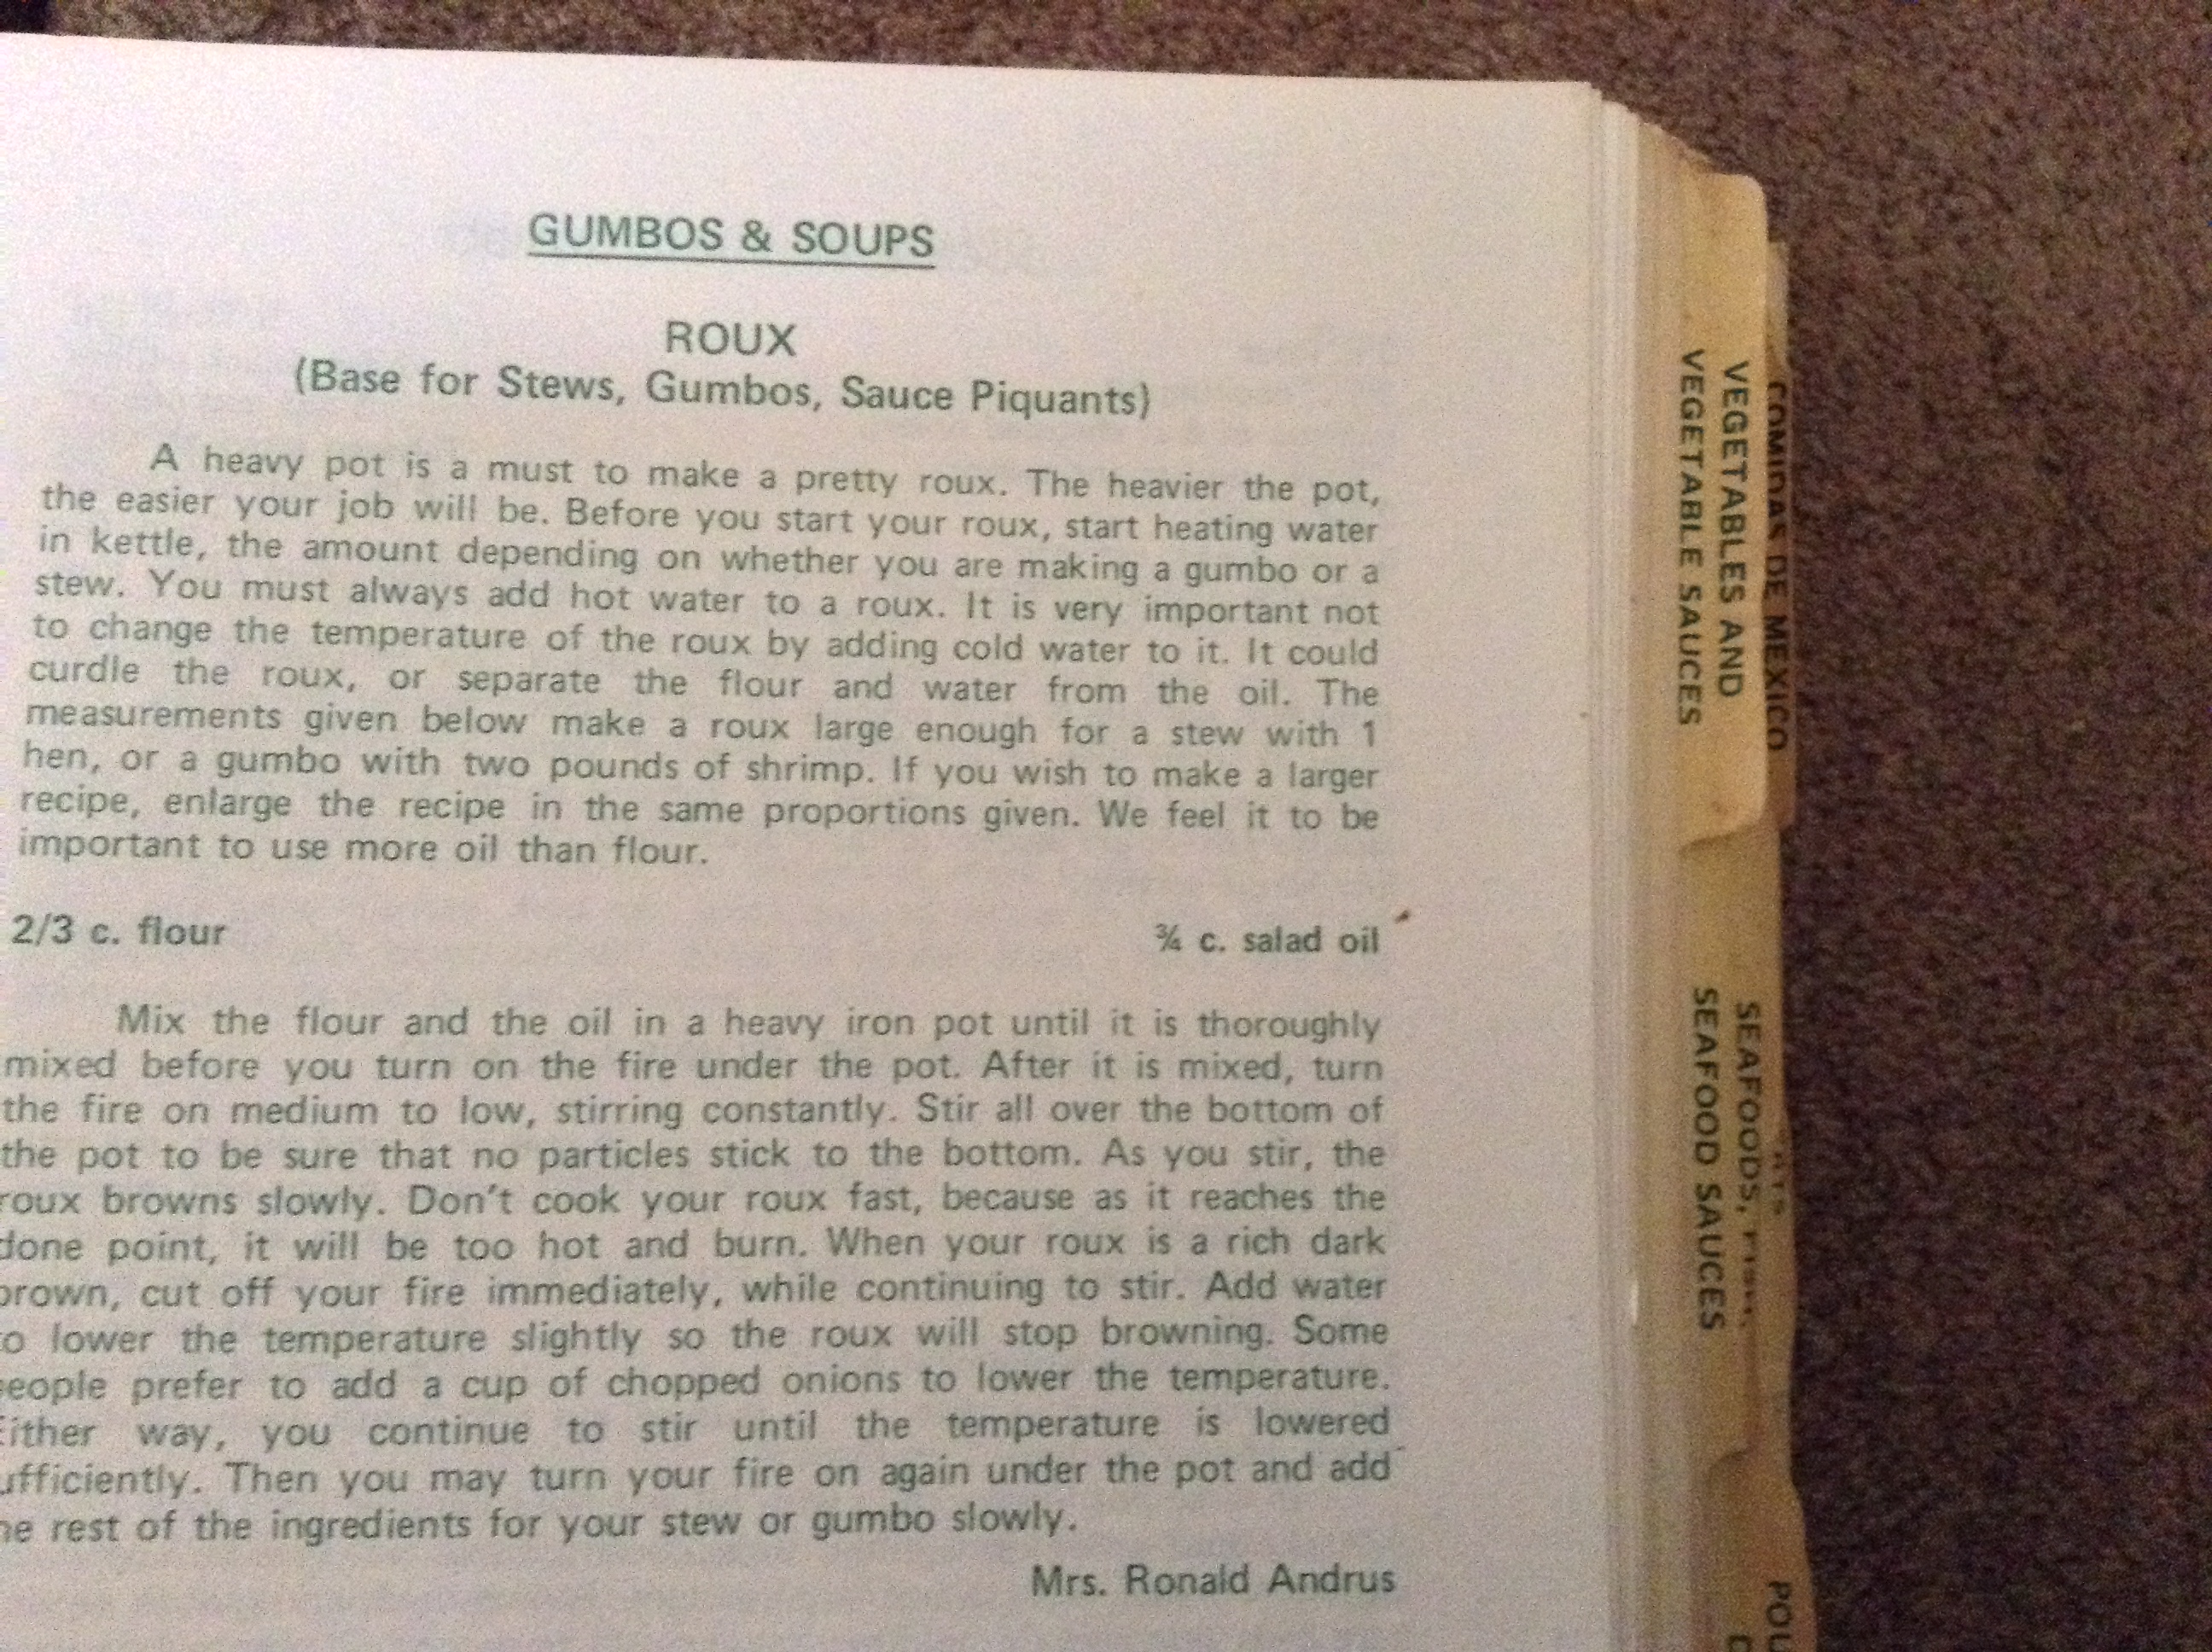 GUMBOS & SOUPS
ROUX
(Base for Stews, Gumbos, Sauce Piquants)
A heavy pot is a must to make a pretty roux. The heavier the pot,
the easier your job will be. Before you start your roux, start heating water
in kettle, the amount depending on whether you are making a gumbo or a
stew. You must always add hot water to a roux. It is very important not
to change the temperature of the roux by adding cold water to it. It could
curdle the roux, or separate the flour and water from the oil. The
measurements given below make a roux large enough for a stew with 1
hen, or a gumbo with two pounds of shrimp. If you wish to make a larger
recipe, enlarge the recipe in the same proportions given. We feel it to be
important to use more oil than flour.
2/3 c. flour ¾ c. salad oil
Mix the flour and the oil in a heavy iron pot until it is thoroughly
mixed before you turn on the fire under the pot. After it is mixed, turn
the fire on medium to low, stirring constantly. Stir all over the bottom of
the pot to be sure that no particles stick to the bottom. As you stir, the
roux browns slowly. Don't cook your roux fast, because as it reaches the
done point, it will be too hot and burn. When your roux is a rich dark
brown, cut off your fire immediately, while continuing to stir. Add water
to lower the temperature slightly so the roux will stop browning. Some
eople prefer to add a cup of chopped onions to lower the temperature.
Either way, you continue to stir until the temperature is lowered
ufficiently. Then you may turn your fire on again under the pot and add
he rest of the ingredients for your stew or gumbo slowly.
Mrs. Ronald Andrus
COMIDAS DE MEXICO
VEGETABLES AND
VEGETABLE SAUCES
SEAFOODS,
SEAFOOD SAUCES
POU